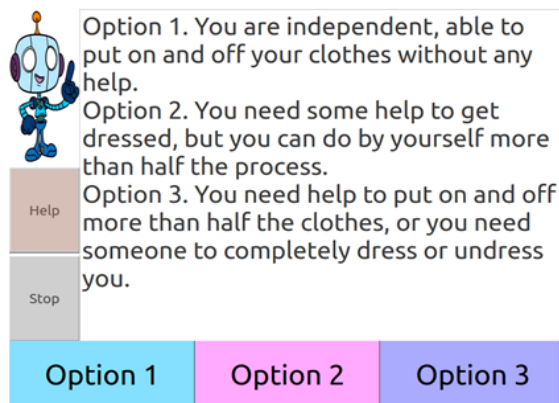 Option 1. You are independent, able to
put on and off your clothes without any
help.
Option 2. You need some help to get
dressed, but you can do by yourself more
than half the process.
Option 3. You need help to put on and off
more than half the clothes, or you need
someone to completely dress or undress
you.
Help
Stop
Option 1
Option 2
Option 3